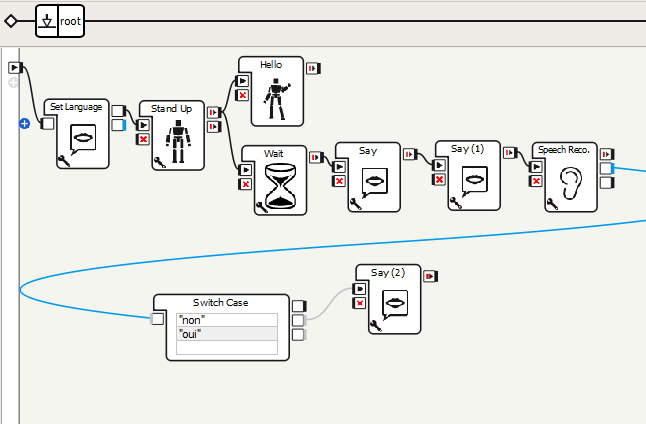 root
Hello
Set Language
Stand Up
Wait
Say
Say (1)
Speech Reco.
Say (2)
Switch Case
"non"
"oui"